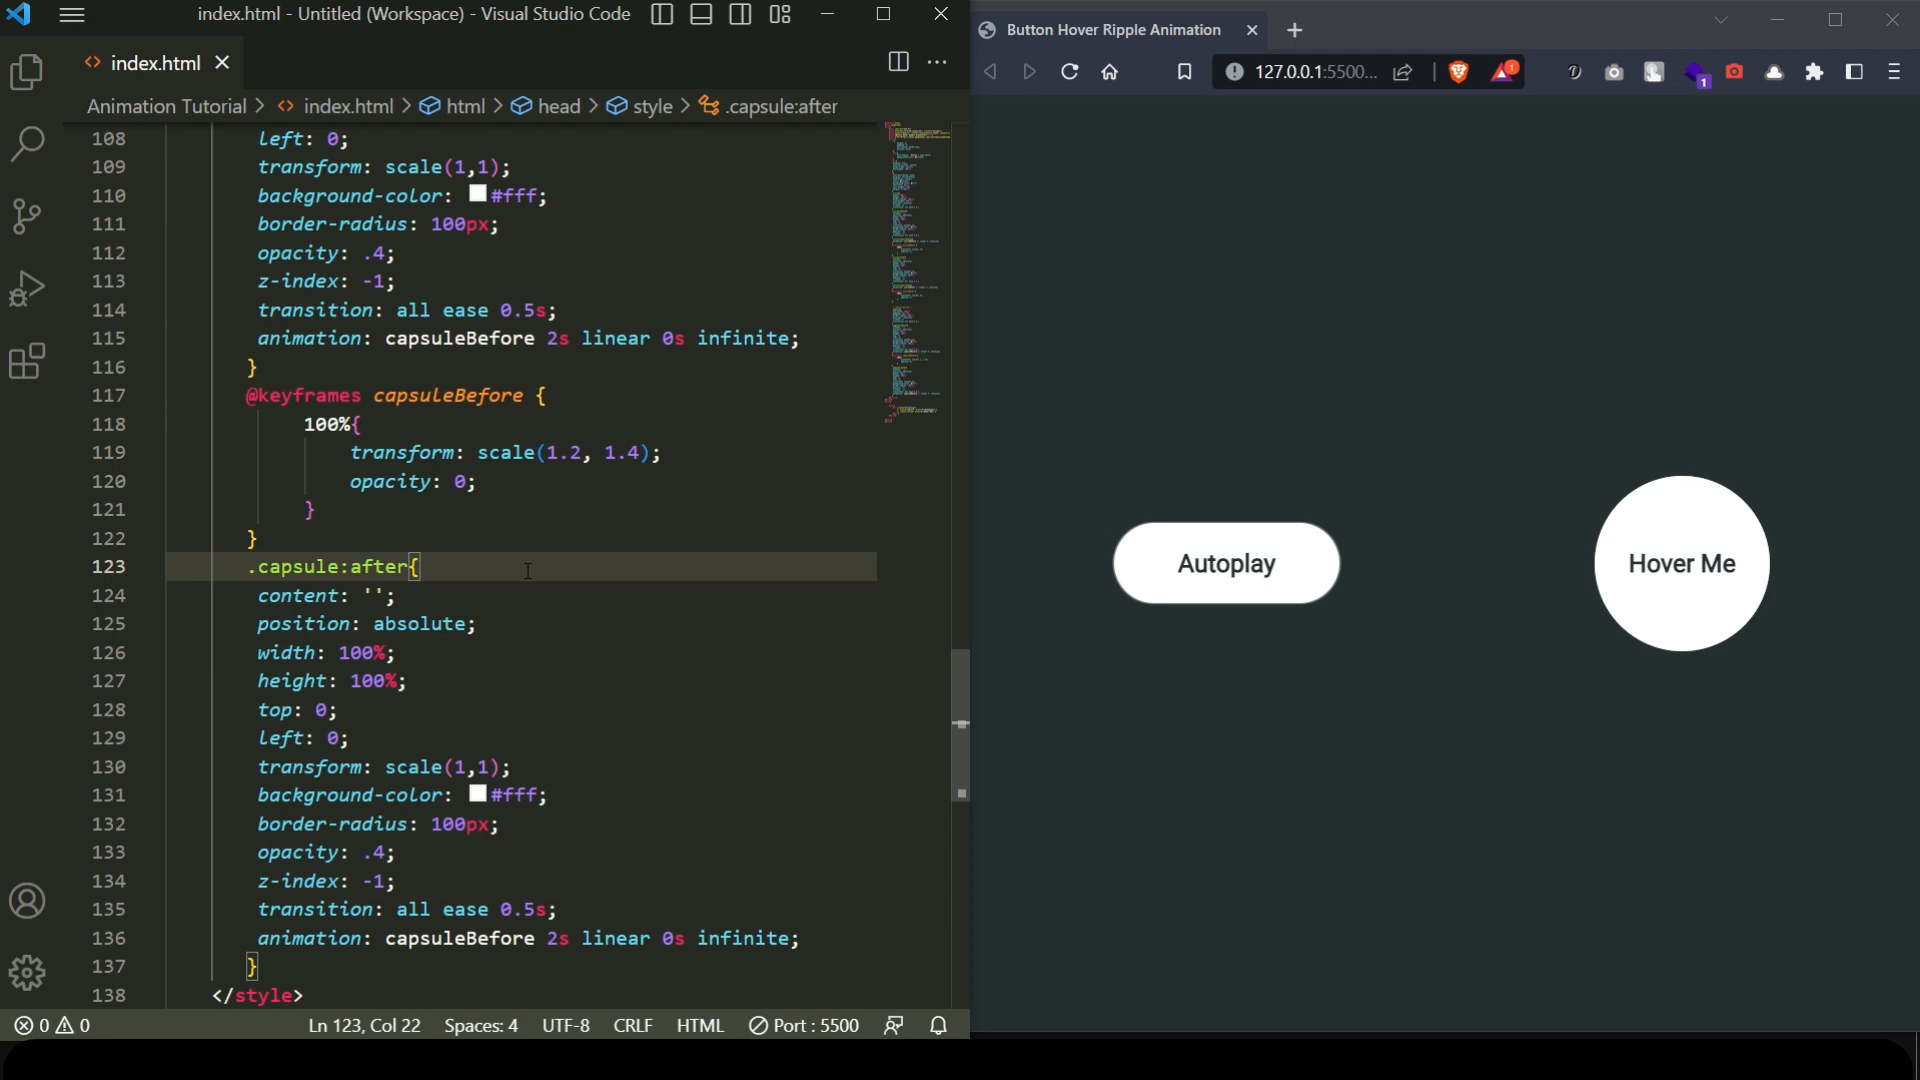 index.html - Untitled (Workspace) - Visual Studio Code
index.html
Animation Tutorial > index.html > html > head > style > .capsule:after
108 left: 0;
109 transform: scale(1,1);
110 background-color: #fff;
111 border-radius: 100px;
112 opacity: .4;
113 z-index: -1;
114 transition: all ease 0.5s;
115 animation: capsuleBefore 2s linear 0s infinite;
116 }
117 @keyframes capsuleBefore {
118 100%{
119 transform: scale(1.2, 1.4);
120 opacity: 0;
121 }
122 }
123 .capsule:after{
124 content: '';
125 position: absolute;
126 width: 100%;
127 height: 100%;
128 top: 0;
129 left: 0;
130 transform: scale(1,1);
131 background-color: #fff;
132 border-radius: 100px;
133 opacity: .4;
134 z-index: -1;
135 transition: all ease 0.5s;
136 animation: capsuleBefore 2s linear 0s infinite;
137 }
138 </style>
0 0 Ln 123, Col 22 Spaces: 4 UTF-8 CRLF HTML Port : 5500
Button Hover Ripple Animation
127.0.0.1:5500... 1 1
Autoplay
Hover Me